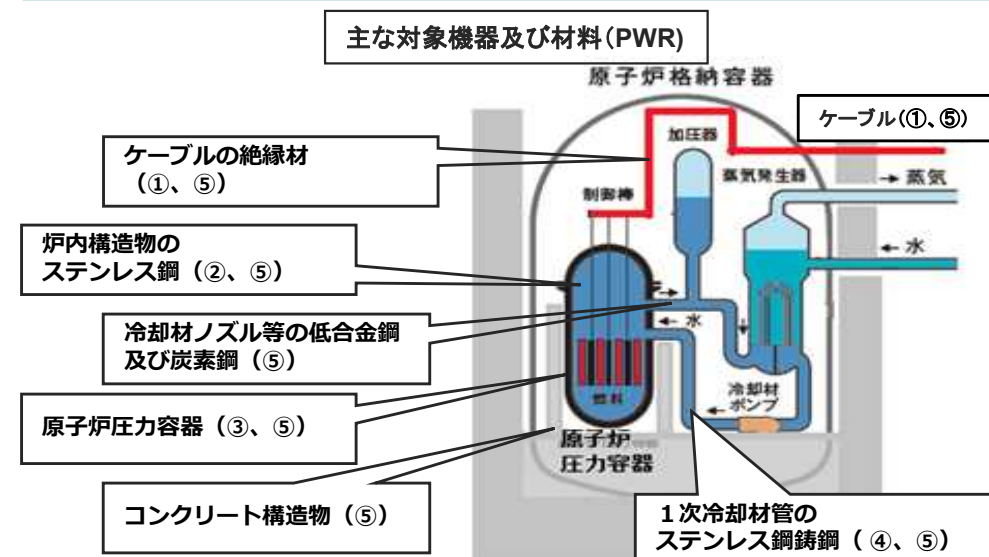 主な対象機器及び材料(PWR)
原子炉格納容器
ケーブル(①、⑤)
加圧器
ケーブルの絶縁材
(①、⑤)
蒸気発生器
→ 蒸気
制御棒
炉内構造物の
ステンレス鋼(②、⑤)
← 水
冷却材ノズル等の低合金鋼
及び炭素鋼(⑤)
← 水
冷却材
ポンプ
燃料
原子炉圧力容器(③、⑤)
原子炉
圧力容器
コンクリート構造物(⑤)
1次冷却材管の
ステンレス鋼鋳鋼( ④、⑤)